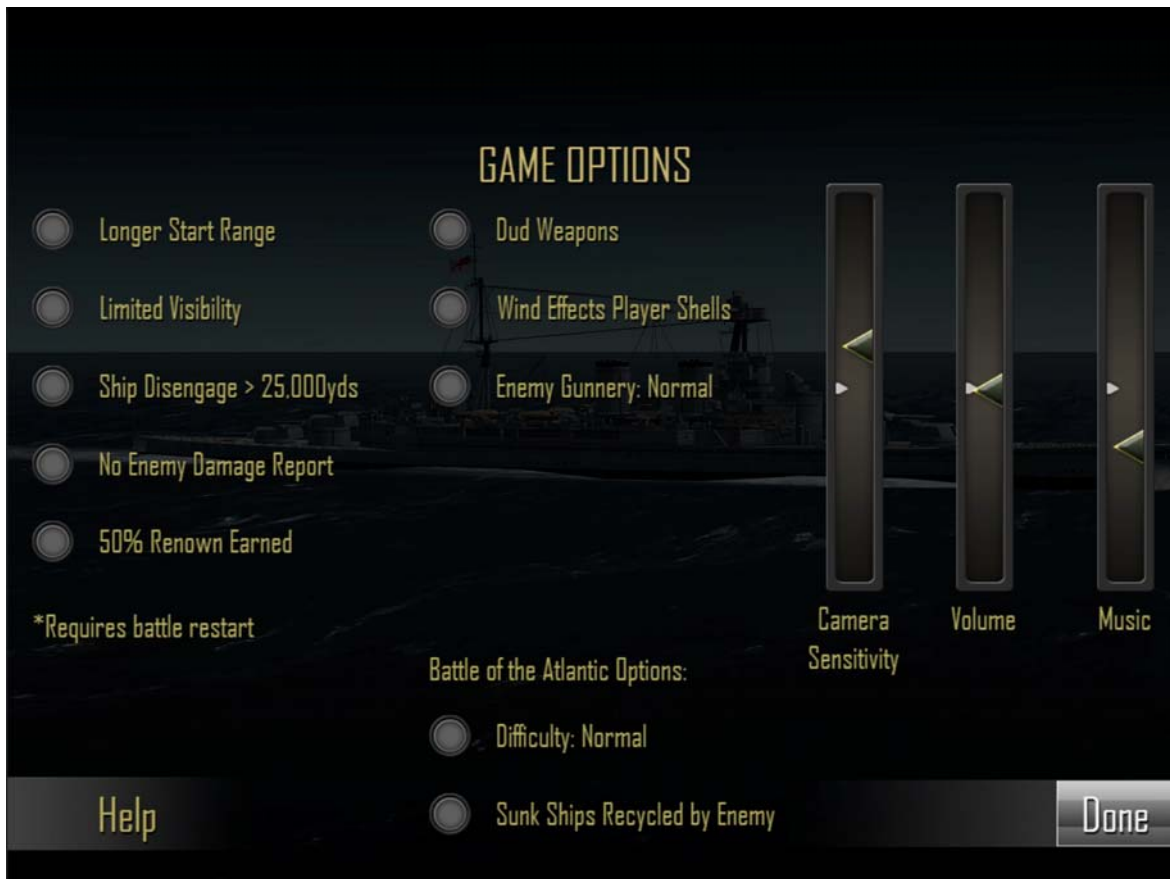 GAME OPTIONS
Longer Start Range
Limited Visibility
Ship Disengage > 25,000yds
No Enemy Damage Report
50% Renown Earned
*Requires battle restart
Dud Weapons
Wind Effects Player Shells
Enemy Gunnery: Normal
Battle of the Atlantic Options:
Difficulty: Normal
Sunk Ships Recycled by Enemy
Camera
Sensitivity
Volume
Music
Help
Done